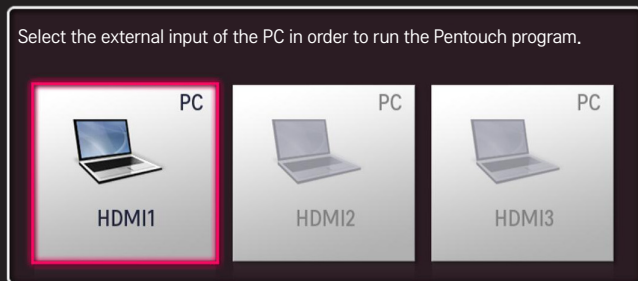 Select the external input of the PC in order to run the Pentouch program.
PC
HDMI1
PC
HDMI2
PC
HDMI3